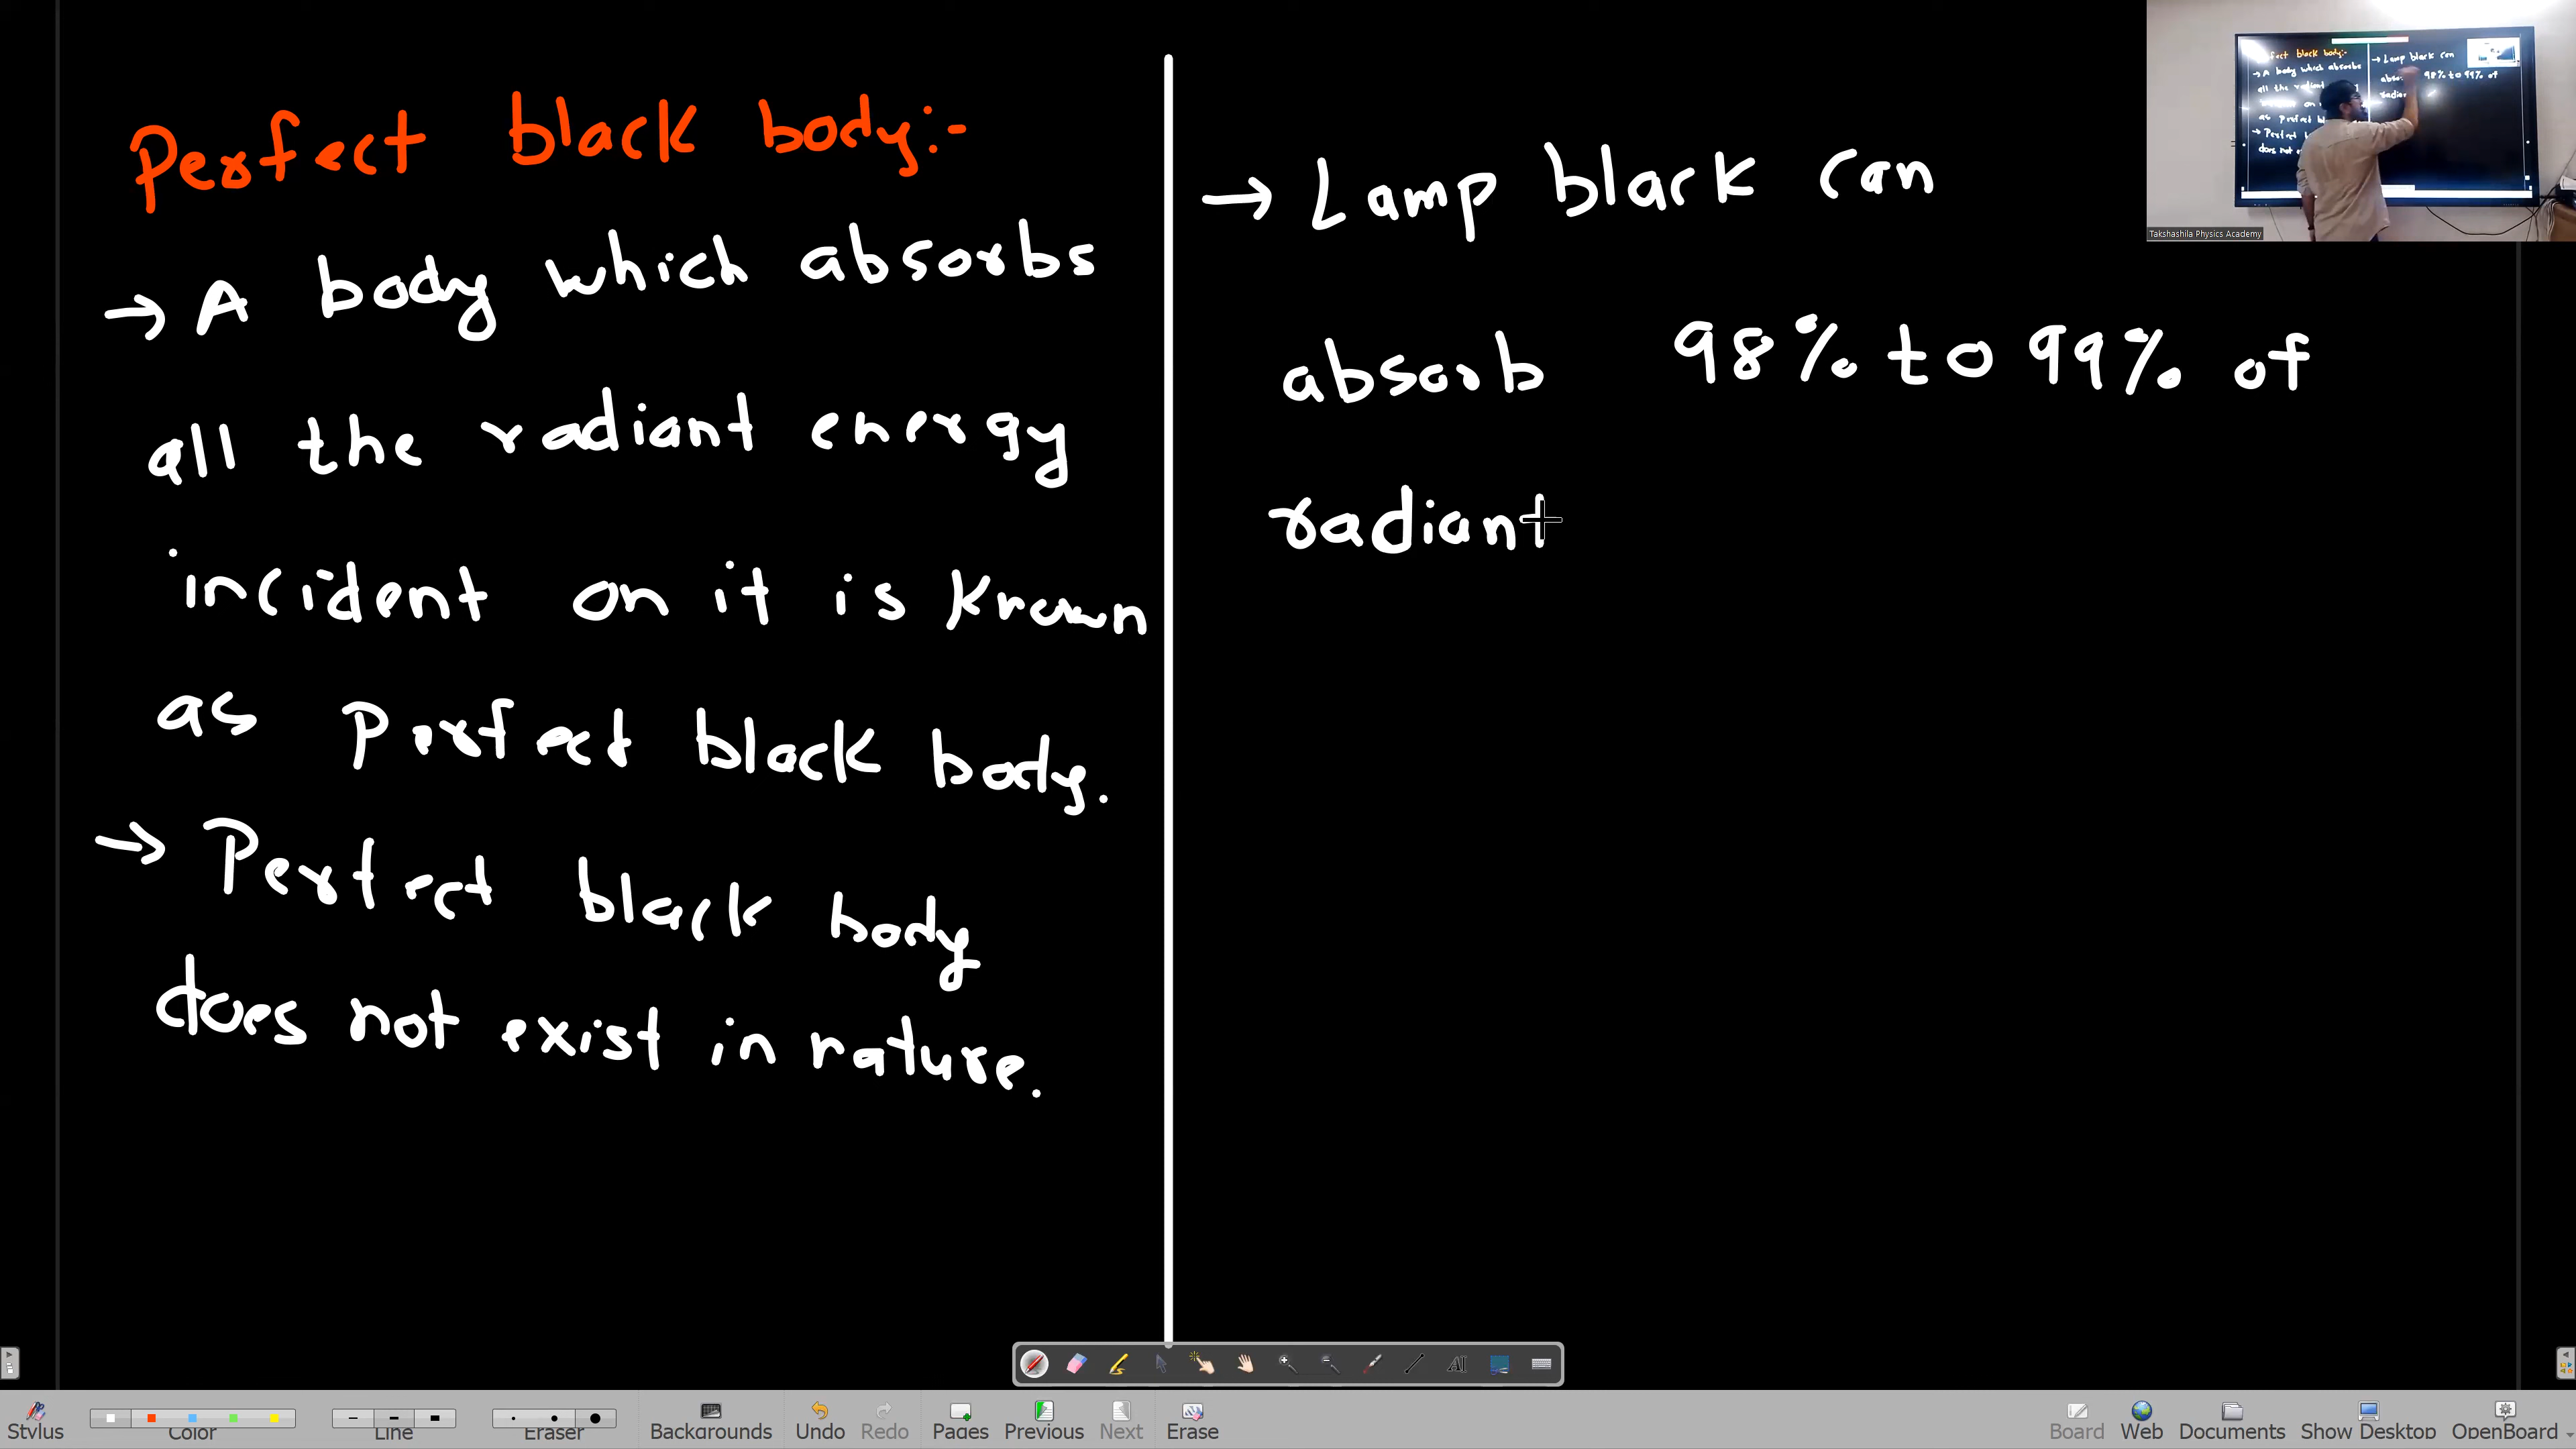 Perfect black body:-
→ A body which absorbs
all the radiant energy
incident on it is known
as perfect black body.
→ Perfect black body
does not exist in nature.
→ Lamp black can
absorb 98% to 99% of
radiant
Takshashila Physics Academy
Stylus
Color
Line
Eraser
Backgrounds
Undo
Redo
Pages
Previous
Next
Erase
Board
Web
Documents
Show Desktop
OpenBoard